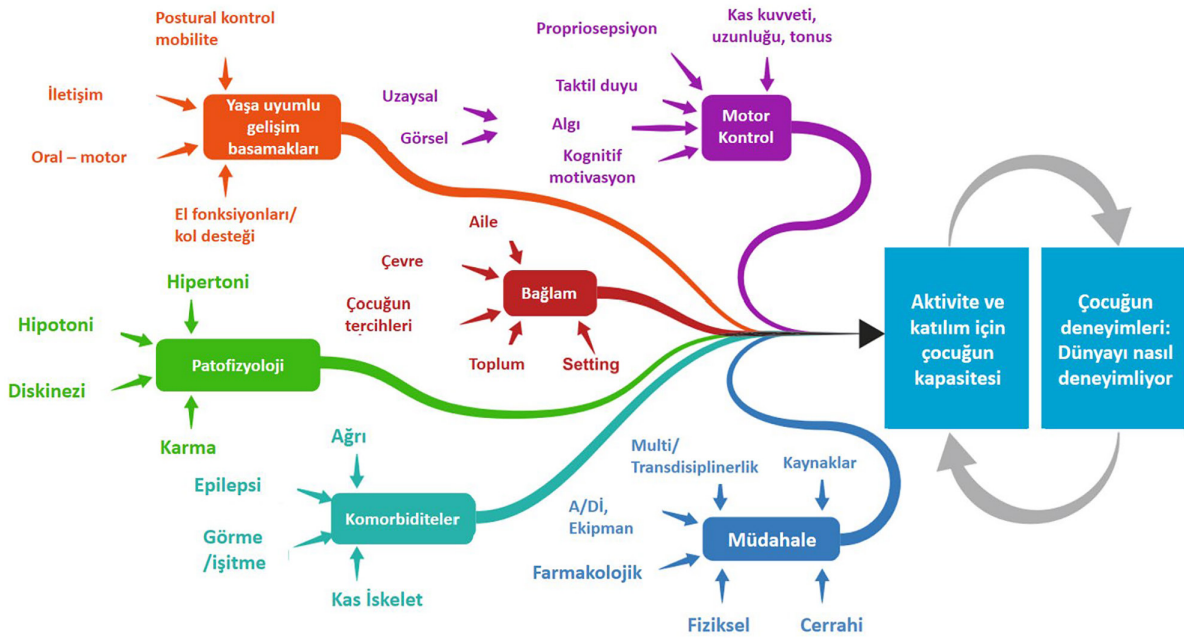 Postural kontrol
mobilite
İletişim
Oral – motor
Yaşa uyumlu
gelişim
basamakları
El fonksiyonları/
kol desteği
Propriosepsiyon
Kas kuvveti,
uzunluğu, tonus
Uzaysal
Görsel
Taktil duyu
Algı
Kognitif
motivasyon
Motor
Kontrol
Aile
Çevre
Çocuğun
tercihleri
Bağlam
Toplum
Setting
Hipertoni
Hipotoni
Diskinezi
Patofizyoloji
Karma
Ağrı
Epilepsi
Görme
/işitme
Komorbiditeler
Kas İskelet
Multi/
Transdisiplinerlik
Kaynaklar
A/Dİ,
Ekipman
Farmakolojik
Müdahale
Fiziksel
Cerrahi
Aktivite ve
katılım için
çocuğun
kapasitesi
Çocuğun
deneyimleri:
Dünyayı nasıl
deneyimliyor